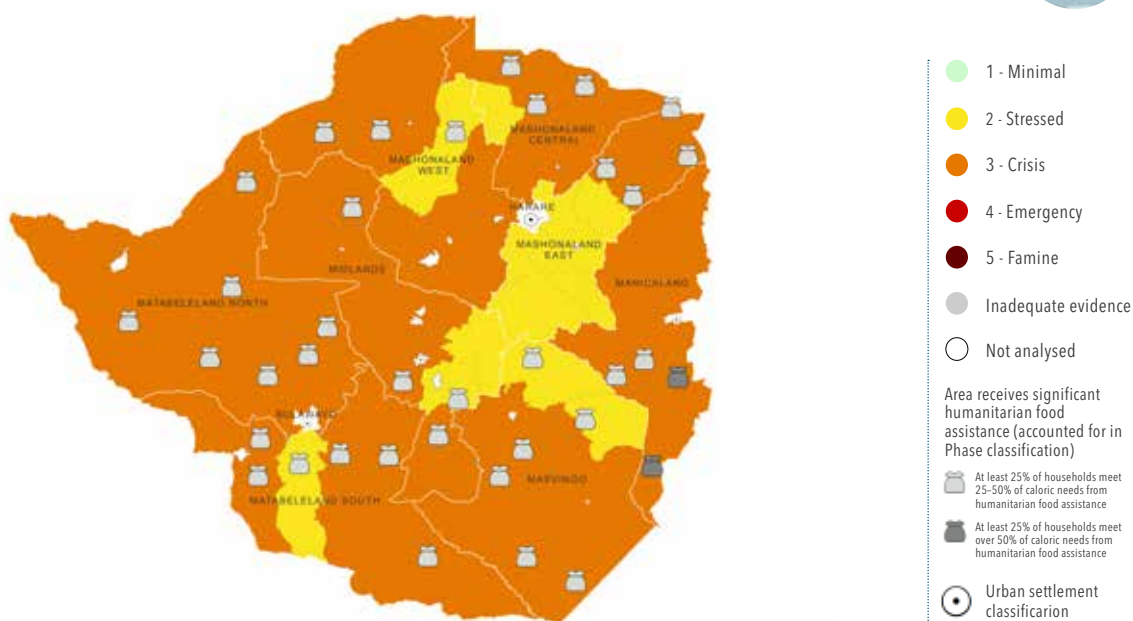 MASHONALAND
CENTRAL
MASHONALAND
WEST
HARARE
MASHONALAND
EAST
MIDLANDS
MANICALAND
MATABELELAND NORTH
BULAWAYO
MASVINGO
MATABELELAND SOUTH
1 - Minimal
2 - Stressed
3 - Crisis
4 - Emergency
5 - Famine
Inadequate evidence
Not analysed
Area receives significant
humanitarian food
assistance (accounted for in
Phase classification)
At least 25% of households meet
25–50% of caloric needs from
humanitarian food assistance
At least 25% of households meet
over 50% of caloric needs from
humanitarian food assistance
Urban settlement
classificarion